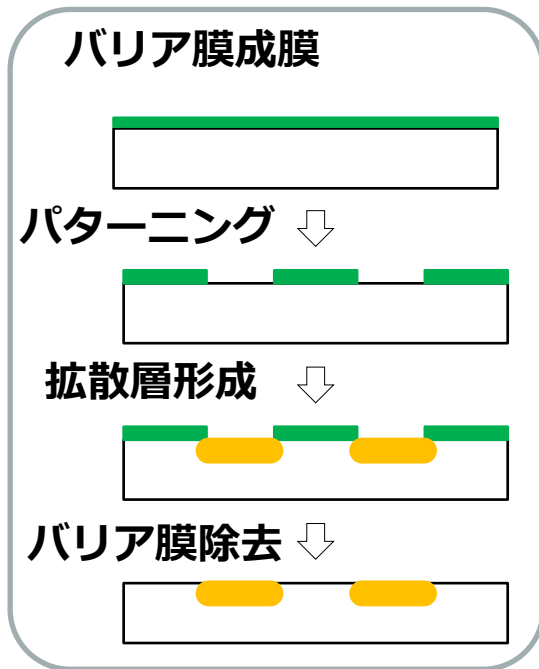 バリア膜成膜
パターニング
拡散層形成
バリア膜除去